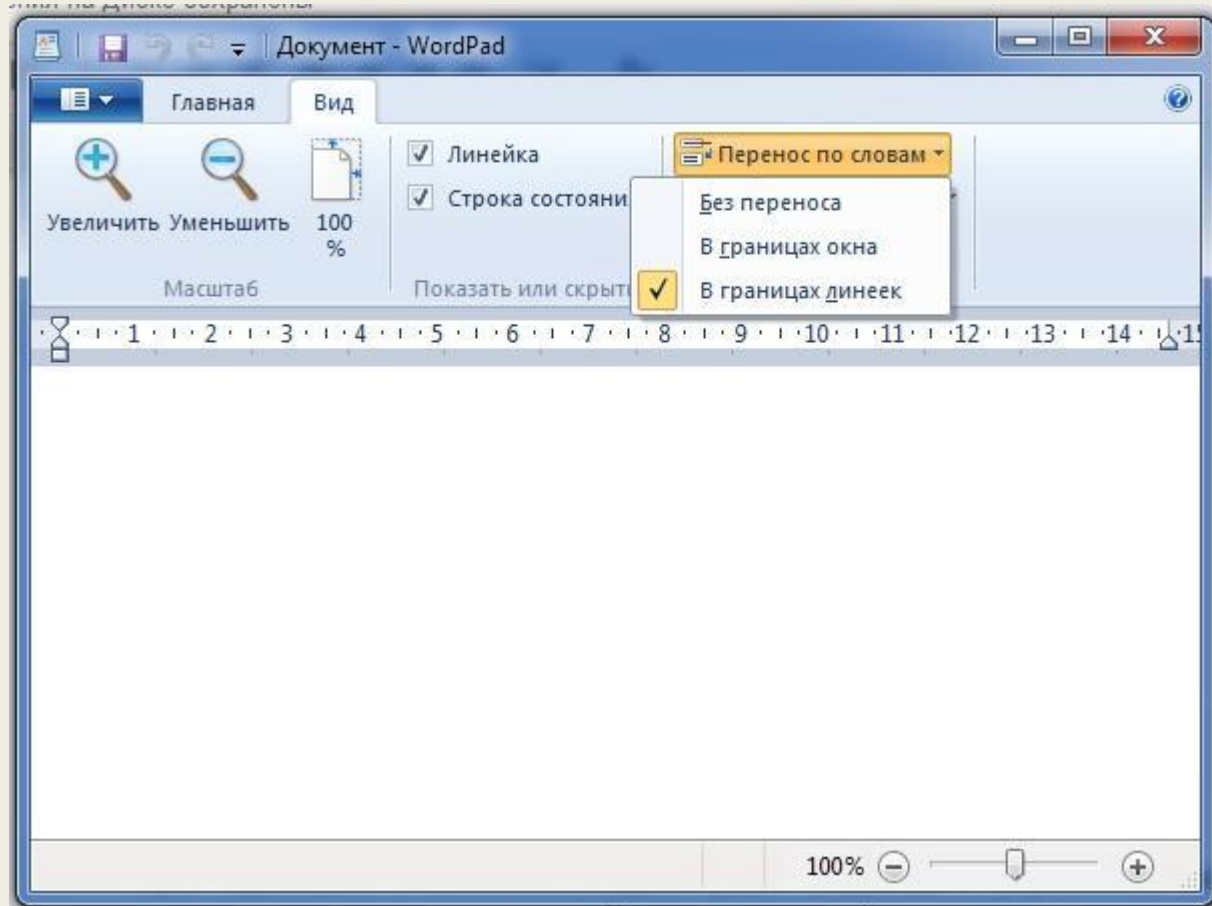 Документ - WordPad
Главная Вид
Увеличить Уменьшить 100 %
Масштаб
Линейка
Строка состояни
Показать или скрыт
Перенос по словам
Без переноса
В границах окна
В границах линеек
1 2 3 4 5 6 7 8 9 10 11 12 13 14 15
100%